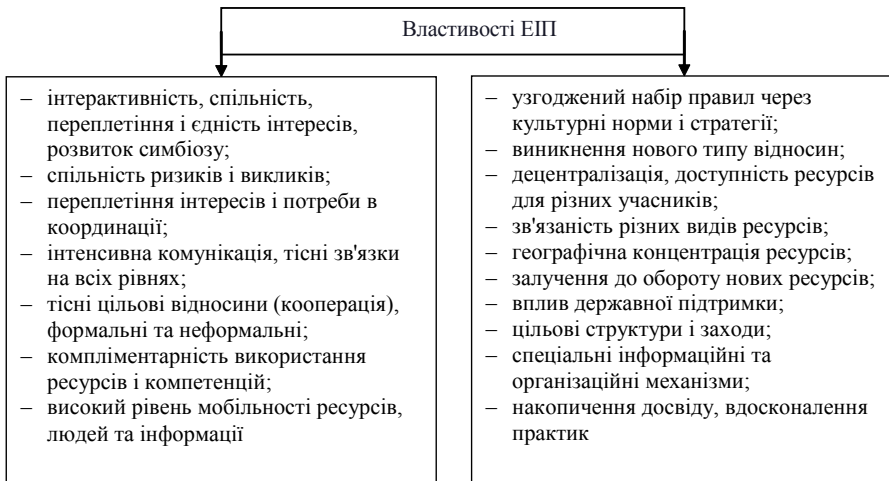 Властивості ЕІП
– інтерактивність, спільність,
переплетіння і єдність інтересів,
розвиток симбіозу;
– спільність ризиків і викликів;
– переплетіння інтересів і потреби в
координації;
– інтенсивна комунікація, тісні зв'язки
на всіх рівнях;
– тісні цільові відносини (кооперація),
формальні та неформальні;
– компліментарність використання
ресурсів і компетенцій;
– високий рівень мобільності ресурсів,
людей та інформації
– узгоджений набір правил через
культурні норми і стратегії;
– виникнення нового типу відносин;
– децентралізація, доступність ресурсів
для різних учасників;
– зв'язаність різних видів ресурсів;
– географічна концентрація ресурсів;
– залучення до обороту нових ресурсів;
– вплив державної підтримки;
– цільові структури і заходи;
– спеціальні інформаційні та
організаційні механізми;
– накопичення досвіду, вдосконалення
практик